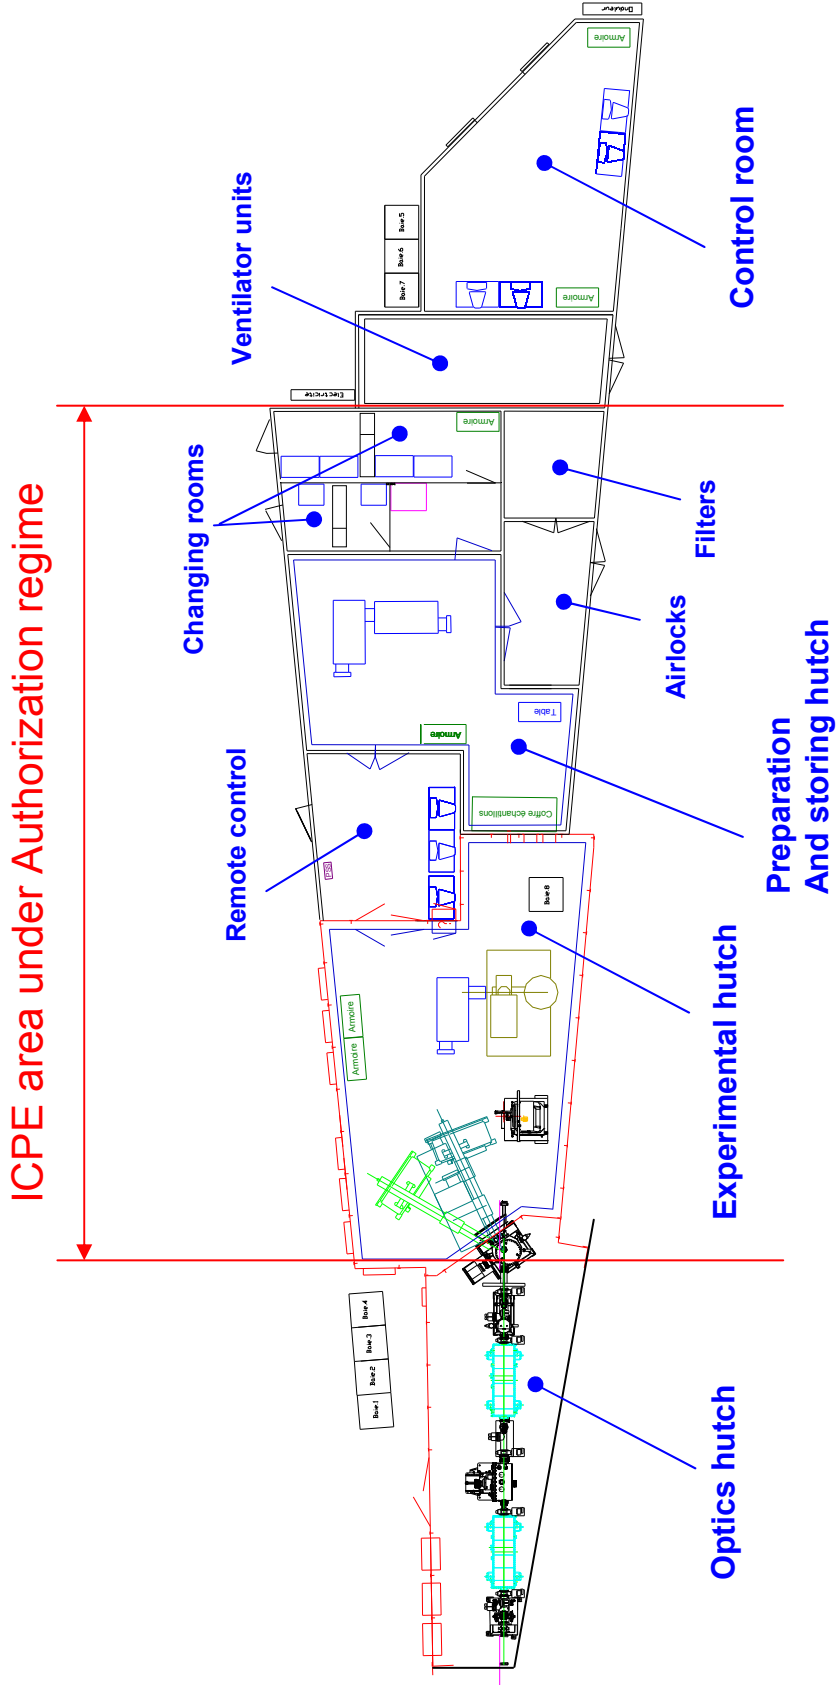 ICPE area under Authorization regime
Optics hutch
Experimental hutch
Remote control
Preparation
And storing hutch
Changing rooms
Airlocks
Filters
Ventilator units
Control room
Baie.1
Baie.2
Baie.3
Baie.4
Armoire
Armoire
Baie.8
PSS
Coffre échantillons
Table
Armoire
Armoire
Electricité
Baie.7
Baie.6
Baie.5
Armoire
Armoire
Onduleur